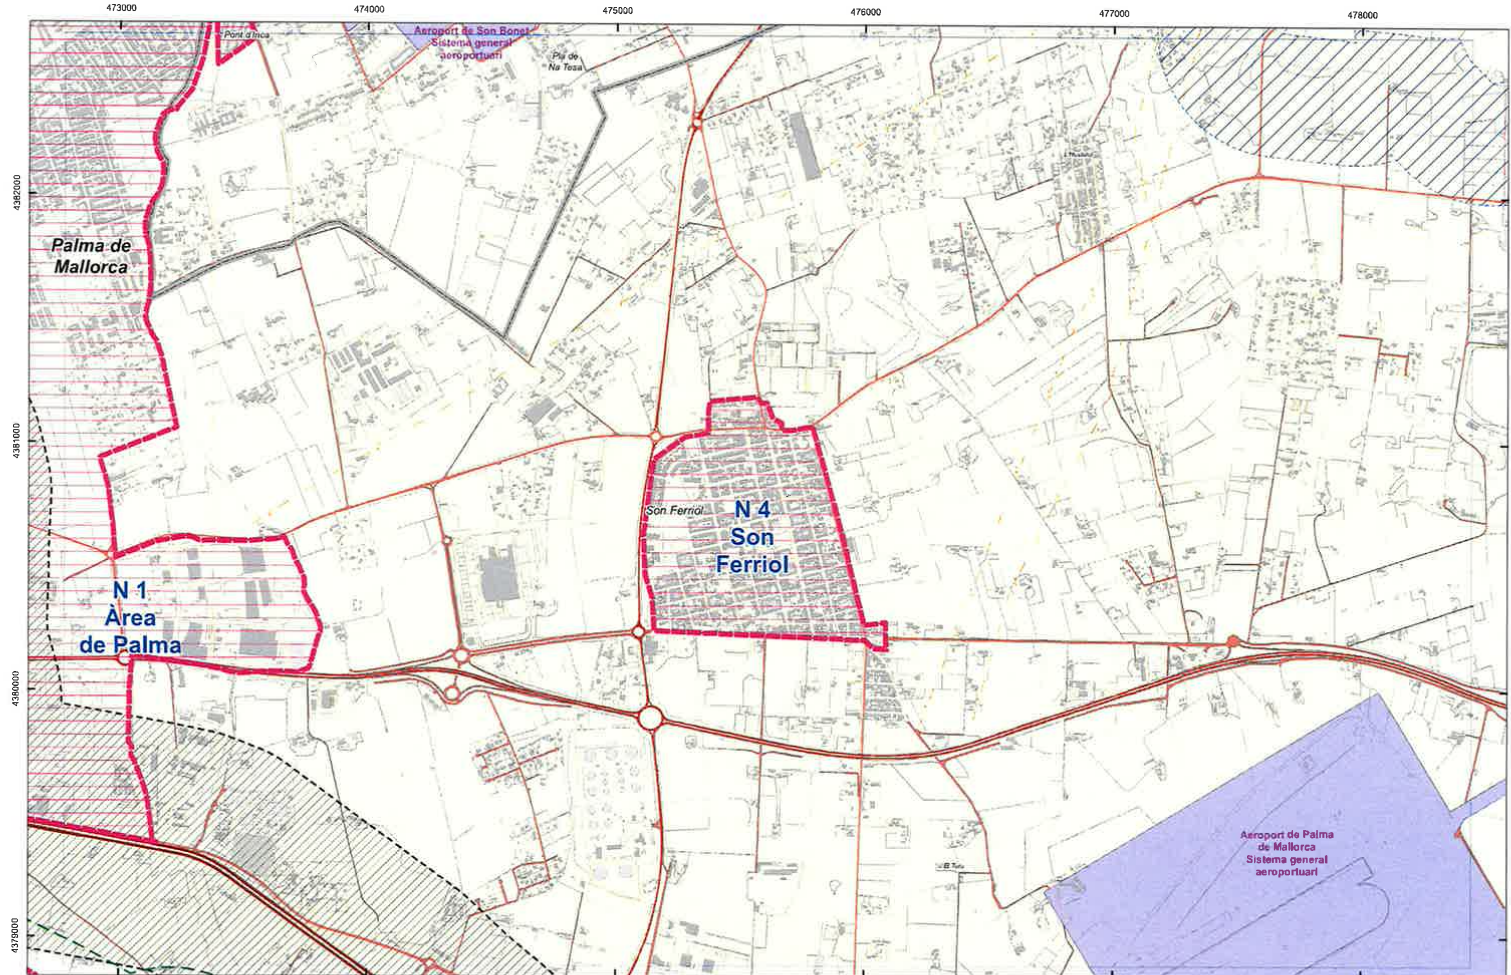 473000
474000
475000
476000
477000
478000
Pont d'Inca
Aeroport de Son Bonet
Sistema general
aeroportuari
Pla de
Na Tesa
4382000
Palma de
Mallorca
4381000
Son Ferriol
N 4
Son
Ferriol
N 1
Àrea
de Palma
4380000
Aeroport de Palma
de Mallorca
Sistema general
aeroportuari
4379000